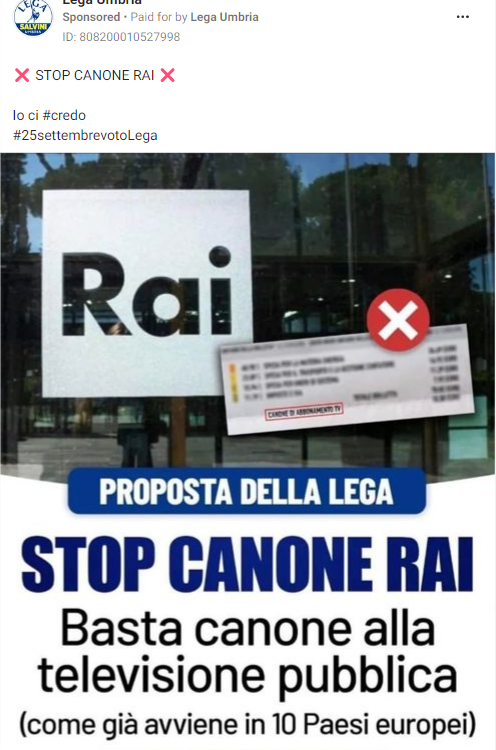 LEGA
SALVINI
UMBRIA
Lega Umbria
Sponsored • Paid for by Lega Umbria
ID: 808200010527998
❌ STOP CANONE RAI ❌
Io ci #credo
#25settembrevotoLega
Rai
CANONE DI ABBONAMENTO TV
PROPOSTA DELLA LEGA
STOP CANONE RAI
Basta canone alla
televisione pubblica
(come già avviene in 10 Paesi europei)